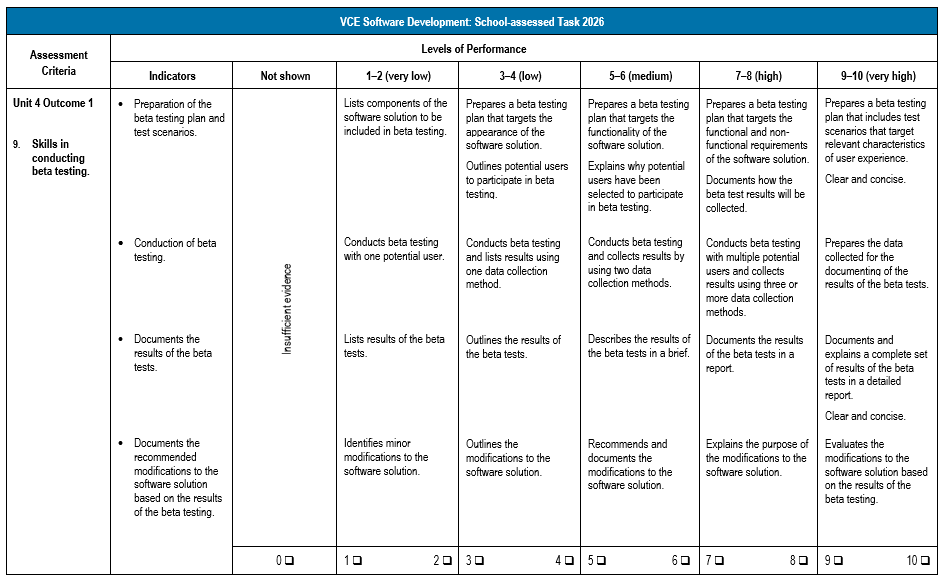 VCE Software Development: School-assessed Task 2026
Assessment
Criteria
Levels of Performance
Indicators
Not shown
1–2 (very low)
3–4 (low)
5–6 (medium)
7–8 (high)
9–10 (very high)
Unit 4 Outcome 1
9. Skills in
conducting
beta testing.
• Preparation of the
beta testing plan and
test scenarios.
Insufficient evidence
Lists components of the
software solution to be
included in beta testing.
Prepares a beta testing
plan that targets the
appearance of the
software solution.
Outlines potential users
to participate in beta
testing.
Prepares a beta testing
plan that targets the
functionality of the
software solution.
Explains why potential
users have been
selected to participate
in beta testing.
Prepares a beta testing
plan that targets the
functional and non-
functional requirements
of the software solution.
Documents how the
beta test results will be
collected.
Prepares a beta testing
plan that includes test
scenarios that target
relevant characteristics
of user experience.
Clear and concise.
• Conduction of beta
testing.
Conducts beta testing
with one potential user.
Conducts beta testing
and lists results using
one data collection
method.
Conducts beta testing
and collects results by
using two data
collection methods.
Conducts beta testing
with multiple potential
users and collects
results using three or
more data collection
methods.
Prepares the data
collected for the
documenting of the
results of the beta tests.
• Documents the
results of the beta
tests.
Lists results of the beta
tests.
Outlines the results of
the beta tests.
Describes the results of
the beta tests in a brief.
Documents the results
of the beta tests in a
report.
Documents and
explains a complete set
of results of the beta
tests in a detailed
report.
Clear and concise.
• Documents the
recommended
modifications to the
software solution
based on the results
of the beta testing.
Identifies minor
modifications to the
software solution.
Outlines the
modifications to the
software solution.
Recommends and
documents the
modifications to the
software solution.
Explains the purpose of
the modifications to the
software solution.
Evaluates the
modifications to the
software solution based
on the results of the
beta testing.
0 ❑ 1 ❑ 2 ❑ 3 ❑ 4 ❑ 5 ❑ 6 ❑ 7 ❑ 8 ❑ 9 ❑ 10 ❑